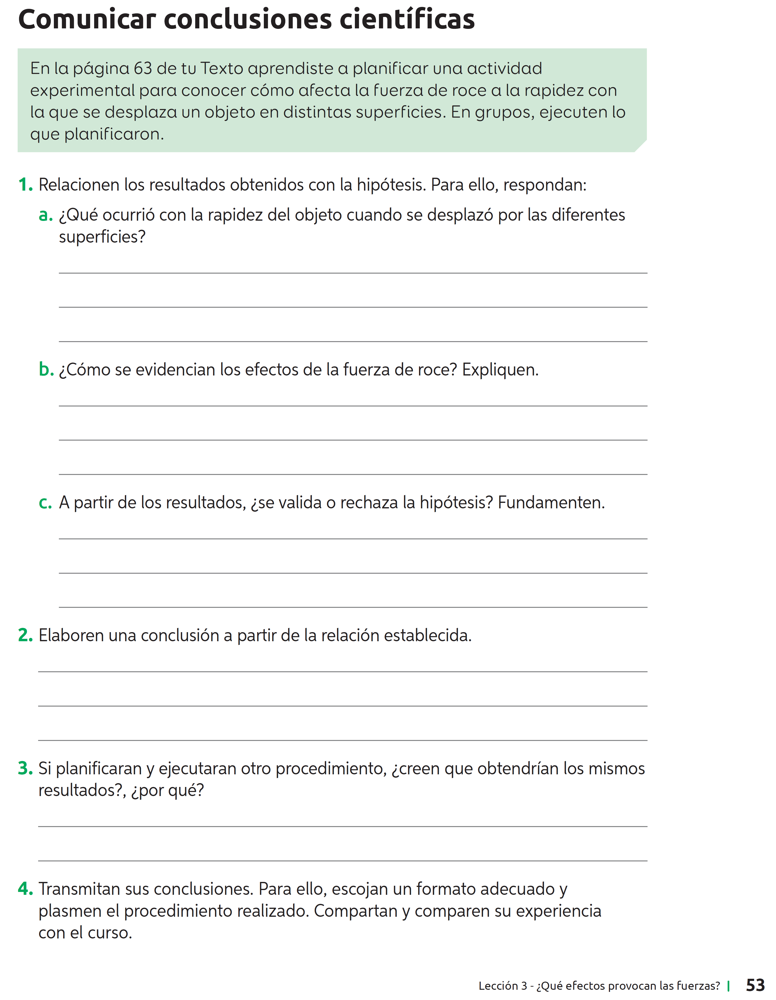 Comunicar conclusiones científicas
En la página 63 de tu Texto aprendiste a planificar una actividad
experimental para conocer cómo afecta la fuerza de roce a la rapidez con
la que se desplaza un objeto en distintas superficies. En grupos, ejecuten lo
que planificaron.
1. Relacionen los resultados obtenidos con la hipótesis. Para ello, respondan:
a. ¿Qué ocurrió con la rapidez del objeto cuando se desplazó por las diferentes
superficies?
b. ¿Cómo se evidencian los efectos de la fuerza de roce? Expliquen.
c. A partir de los resultados, ¿se valida o rechaza la hipótesis? Fundamenten.
2. Elaboren una conclusión a partir de la relación establecida.
3. Si planificaran y ejecutaran otro procedimiento, ¿creen que obtendrían los mismos
resultados?, ¿por qué?
4. Transmitan sus conclusiones. Para ello, escojan un formato adecuado y
plasmen el procedimiento realizado. Compartan y comparen su experiencia
con el curso.
Lección 3 - ¿Qué efectos provocan las fuerzas? | 53